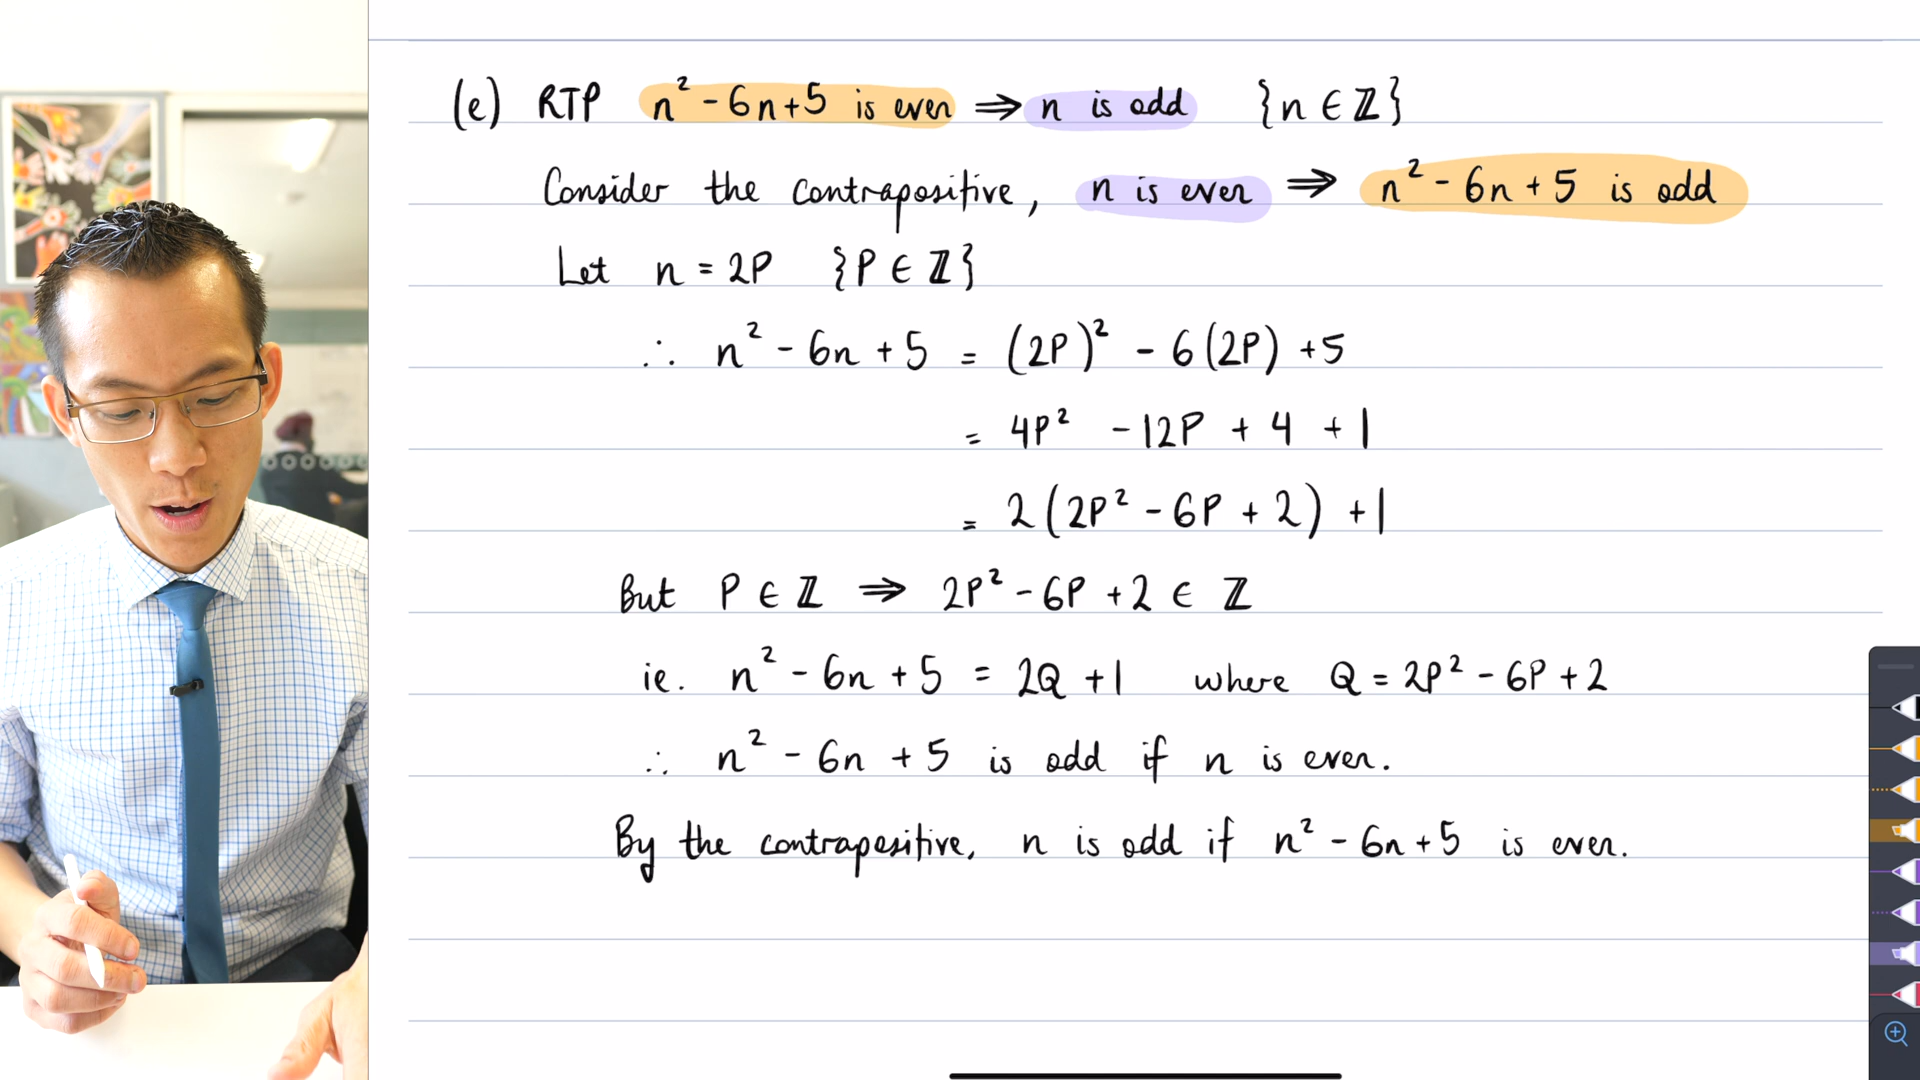 (e) RTP n² - 6n + 5 is even ⇒ n is odd {n ∈ ℤ}
Consider the contrapositive, n is even ⇒ n² - 6n + 5 is odd
Let n = 2P {P ∈ ℤ}
∴ n² - 6n + 5 = (2P)² - 6(2P) + 5
= 4P² - 12P + 4 + 1
= 2(2P² - 6P + 2) + 1
But P ∈ ℤ ⇒ 2P² - 6P + 2 ∈ ℤ
ie. n² - 6n + 5 = 2Q + 1 where Q = 2P² - 6P + 2
∴ n² - 6n + 5 is odd if n is even.
By the contrapositive, n is odd if n² - 6n + 5 is even.